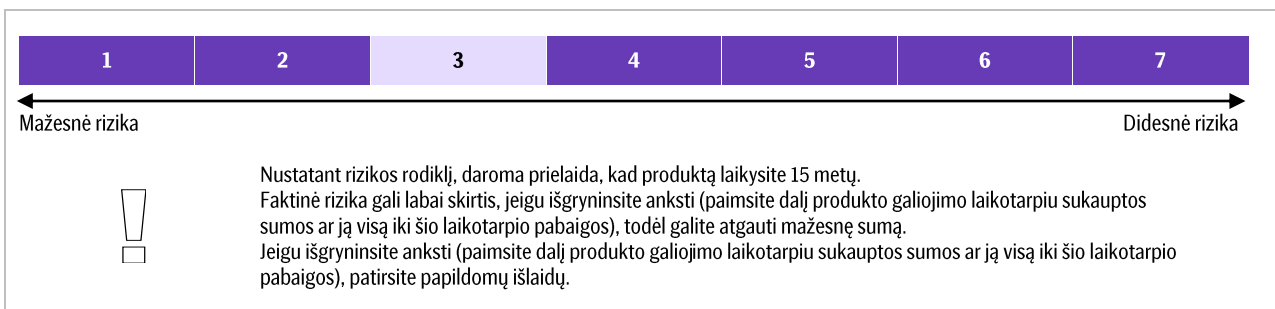 1 2 3 4 5 6 7
Mažesnė rizika Didesnė rizika
Nustatant rizikos rodiklį, daroma prielaida, kad produktą laikysite 15 metų.
Faktinė rizika gali labai skirtis, jeigu išgryninsite anksti (paimsite dalį produkto galiojimo laikotarpiu sukauptos
sumos ar ją visą iki šio laikotarpio pabaigos), todėl galite atgauti mažesnę sumą.
Jeigu išgryninsite anksti (paimsite dalį produkto galiojimo laikotarpiu sukauptos sumos ar ją visą iki šio laikotarpio
pabaigos), patirsite papildomų išlaidų.